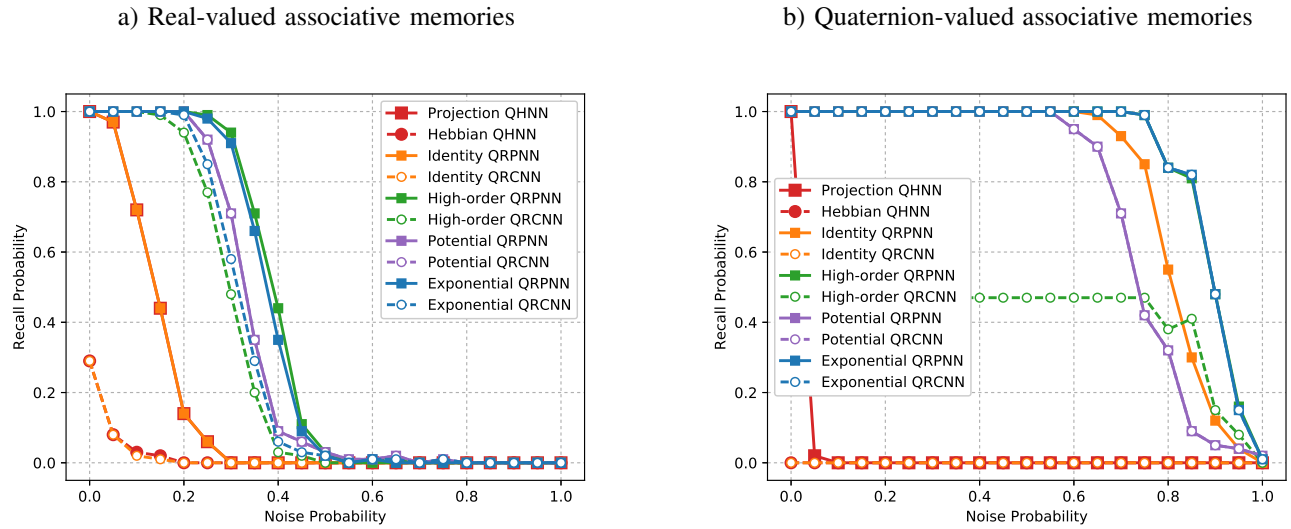 a) Real-valued associative memories
b) Quaternion-valued associative memories
Recall Probability
1.0
0.8
0.6
0.4
0.2
0.0
Projection QHNN
Hebbian QHNN
Identity QRPNN
Identity QRCNN
High-order QRPNN
High-order QRCNN
Potential QRPNN
Potential QRCNN
Exponential QRPNN
Exponential QRCNN
0.0 0.2 0.4 0.6 0.8 1.0
Noise Probability
Recall Probability
1.0
0.8
0.6
0.4
0.2
0.0
Projection QHNN
Hebbian QHNN
Identity QRPNN
Identity QRCNN
High-order QRPNN
High-order QRCNN
Potential QRPNN
Potential QRCNN
Exponential QRPNN
Exponential QRCNN
0.0 0.2 0.4 0.6 0.8 1.0
Noise Probability